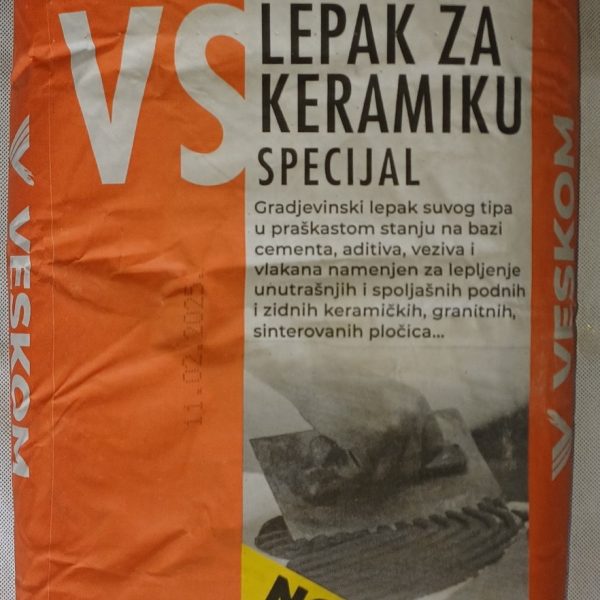 VS
LEPAK ZA
KERAMIKU
SPECIJAL
Gradjevinski lepak suvog tipa
u praškastom stanju na bazi
cementa, aditiva, veziva i
vlakana namenjen za lepljenje
unutrašnjih i spoljašnih podnih
i zidnih keramičkih, granitnih,
sinterovanih pločica...
VESKOM
VESKOM
11.02.2025.